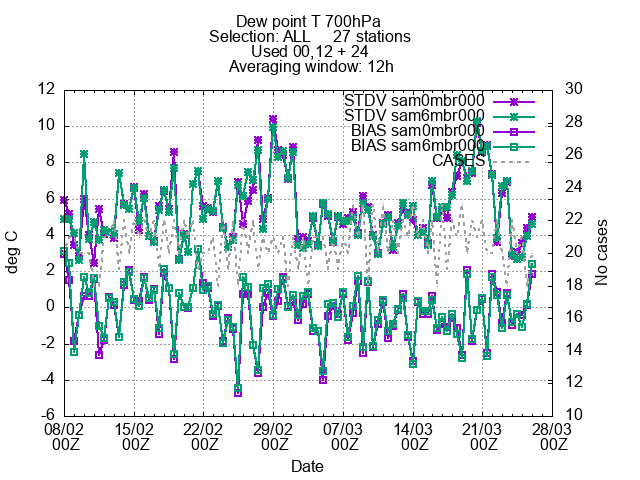 Dew point T 700hPa
Selection: ALL 27 stations
Used 00,12 + 24
Averaging window: 12h
STDV sam0mbr000
STDV sam6mbr000
BIAS sam0mbr000
BIAS sam6mbr000
CASES
deg C
12
10
8
6
4
2
0
-2
-4
-6
No cases
30
28
26
24
22
20
18
16
14
12
10
08/02 15/02 22/02 29/02 07/03 14/03 21/03 28/03
00Z 00Z 00Z 00Z 00Z 00Z 00Z 00Z
Date